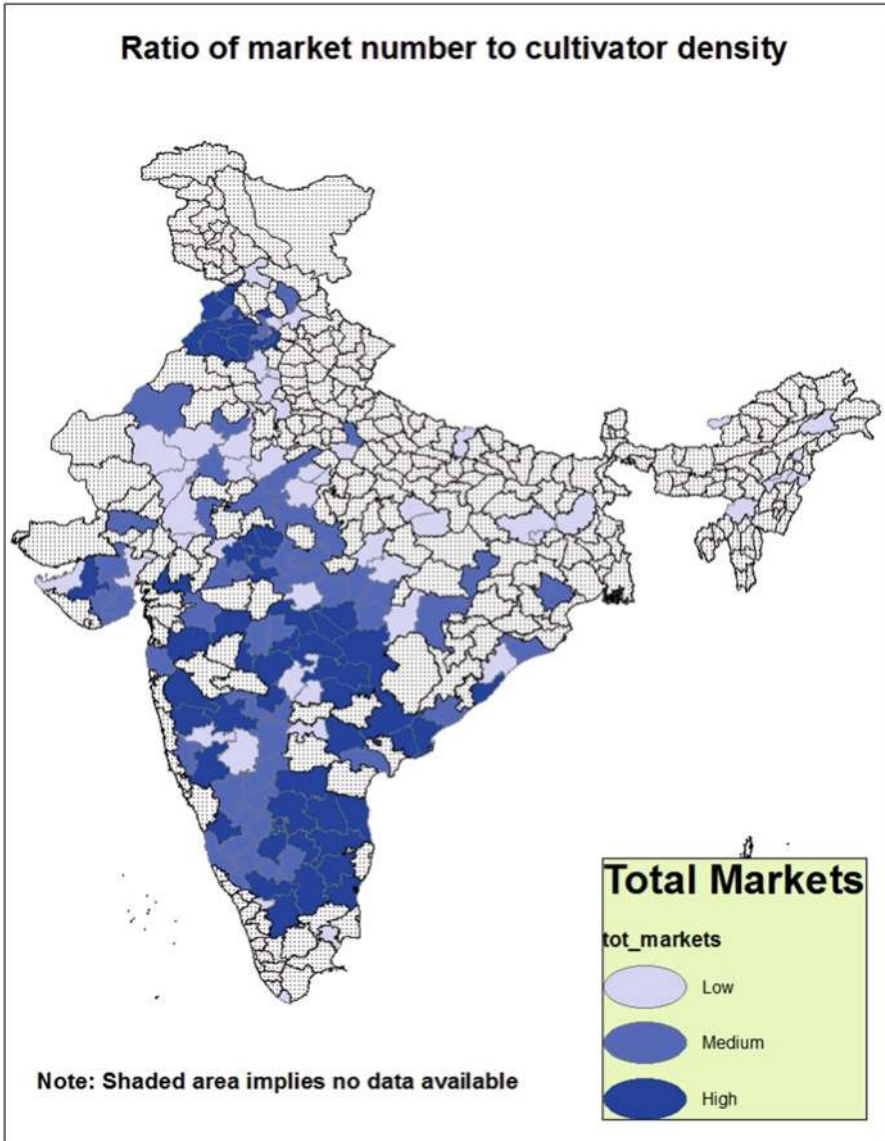 Ratio of market number to cultivator density
Total Markets
tot_markets
Low
Medium
High
Note: Shaded area implies no data available